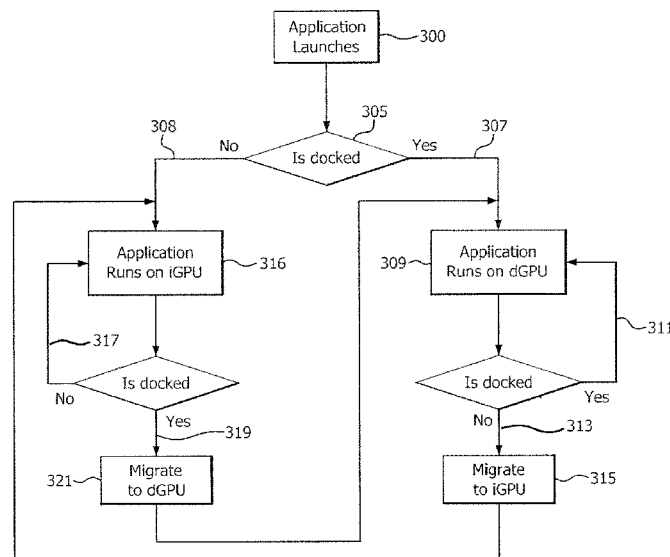 Application
Launches
300
305
308
No
Is docked
Yes
307
Application
Runs on iGPU
316
309
Application
Runs on dGPU
317
311
Is docked
No
Yes
319
Is docked
Yes
No
313
321
Migrate
to dGPU
Migrate
to iGPU
315